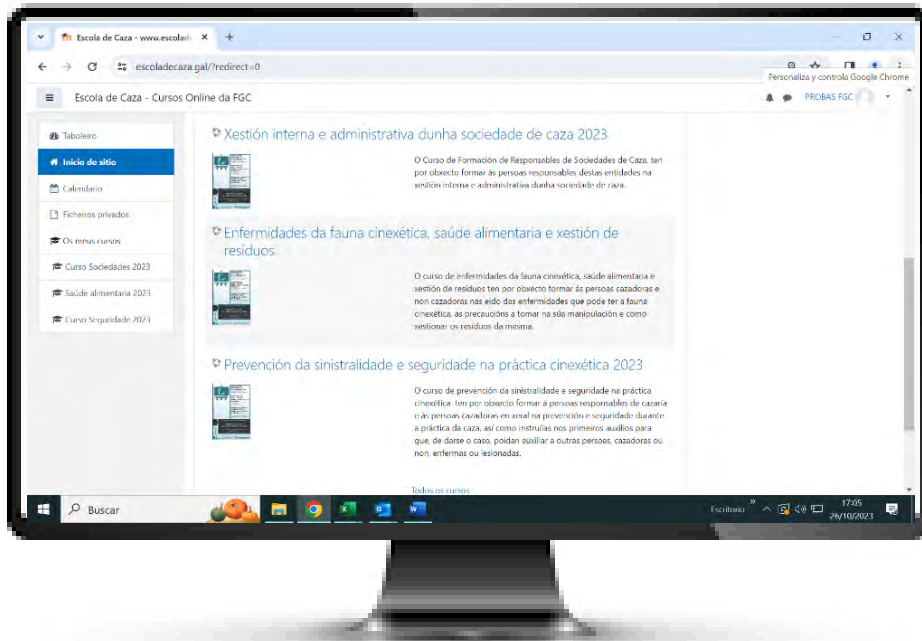 Escola de Caza - www.escolad
escoladecaza.gal/?redirect=0
Personaliza y controla Google Chrome
Escola de Caza - Cursos Online da FGC
PROBAS FGC
Taboleiro
Inicio do sitio
Calendario
Ficheiros privados
Os meus cursos
Curso Sociedades 2023
Saúde alimentaria 2023
Curso Seguridade 2023
Xestión interna e administrativa dunha sociedade de caza 2023
O Curso de Formación de Responsables de Sociedades de Caza, ten
por obxecto formar ás persoas responsables destas entidades na
xestión interna e administrativa dunha sociedade de caza.
Enfermidades da fauna cinexética, saúde alimentaria e xestión de
residuos
O curso de enfermidades da fauna cinexética, saúde alimentaria e
xestión de residuos ten por obxecto formar ás persoas cazadoras e
non cazadoras nas eido das enfermidades que pode ter a fauna
cinexética, as precaucións a tomar na súa manipulación e como
xestionar os residuos da mesma.
Prevención da sinistralidade e seguridade na práctica cinexética 2023
O curso de prevención da sinistralidade e seguridade na práctica
cinexética ten por obxecto formar á persoas responsables de cazaría
e ás persoas cazadoras en xeral na prevención e seguridade durante
a práctica da caza, así como instruílas nos primeiros auxilios para
que, de darse o caso, poidan auxiliar a outras persoas, cazadoras ou
non, enfermas ou lesionadas.
Todos os cursos
Buscar
Escritorio
17:05
26/10/2023